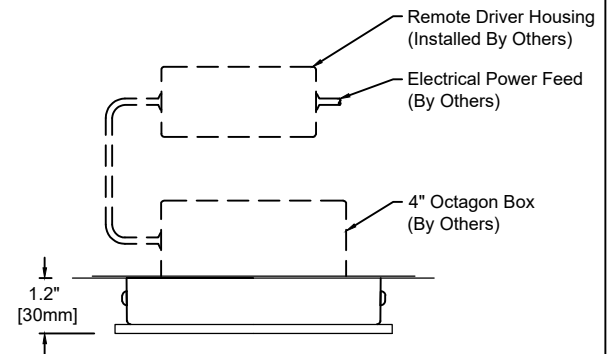 Remote Driver Housing
(Installed By Others)
Electrical Power Feed
(By Others)
4" Octagon Box
(By Others)
1.2"
[30mm]